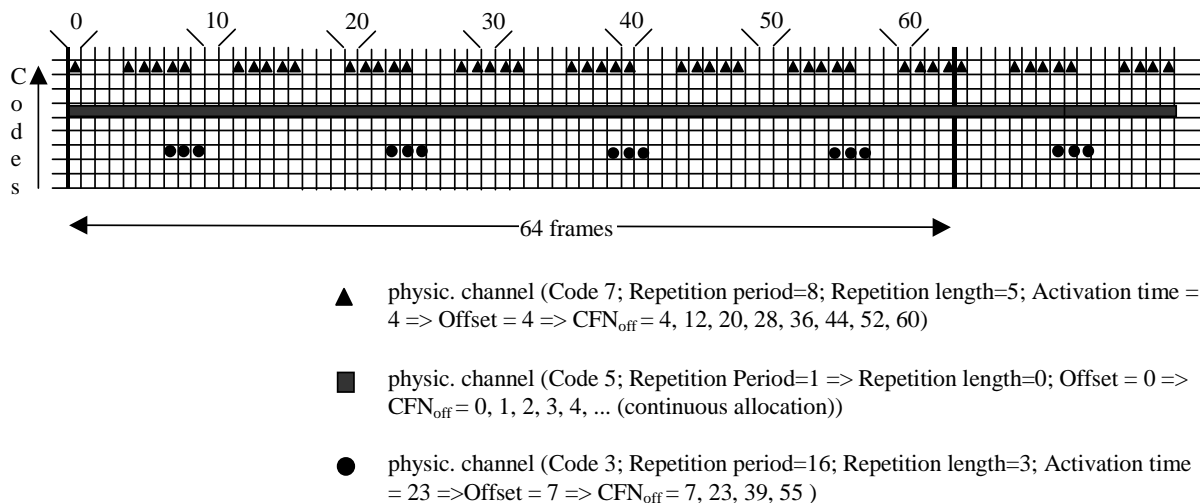 0 10 20 30 40 50 60
C
o
d
e
s
64 frames
physic. channel (Code 7; Repetition period=8; Repetition length=5; Activation time =
4 => Offset = 4 => CFNoff = 4, 12, 20, 28, 36, 44, 52, 60)
physic. channel (Code 5; Repetition Period=1 => Repetition length=0; Offset = 0 =>
CFNoff = 0, 1, 2, 3, 4, ... (continuous allocation))
physic. channel (Code 3; Repetition period=16; Repetition length=3; Activation time
= 23 =>Offset = 7 => CFNoff = 7, 23, 39, 55 )